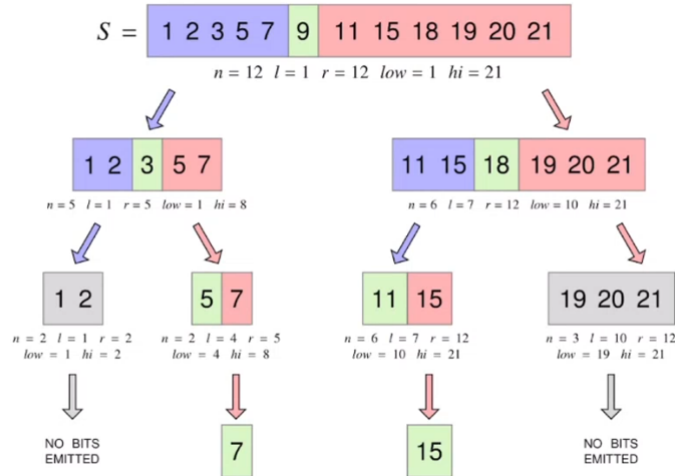 S = 1 2 3 5 7 9 11 15 18 19 20 21
n = 12 l = 1 r = 12 low = 1 hi = 21
1 2 3 5 7
11 15 18 19 20 21
n = 5 l = 1 r = 5 low = 1 hi = 8
n = 6 l = 7 r = 12 low = 10 hi = 21
1 2
5 7
11 15
19 20 21
n = 2 l = 1 r = 2
low = 1 hi = 2
n = 2 l = 4 r = 5
low = 4 hi = 8
n = 6 l = 7 r = 12
low = 10 hi = 21
n = 3 l = 10 r = 12
low = 19 hi = 21
NO BITS
EMITTED
7
15
NO BITS
EMITTED